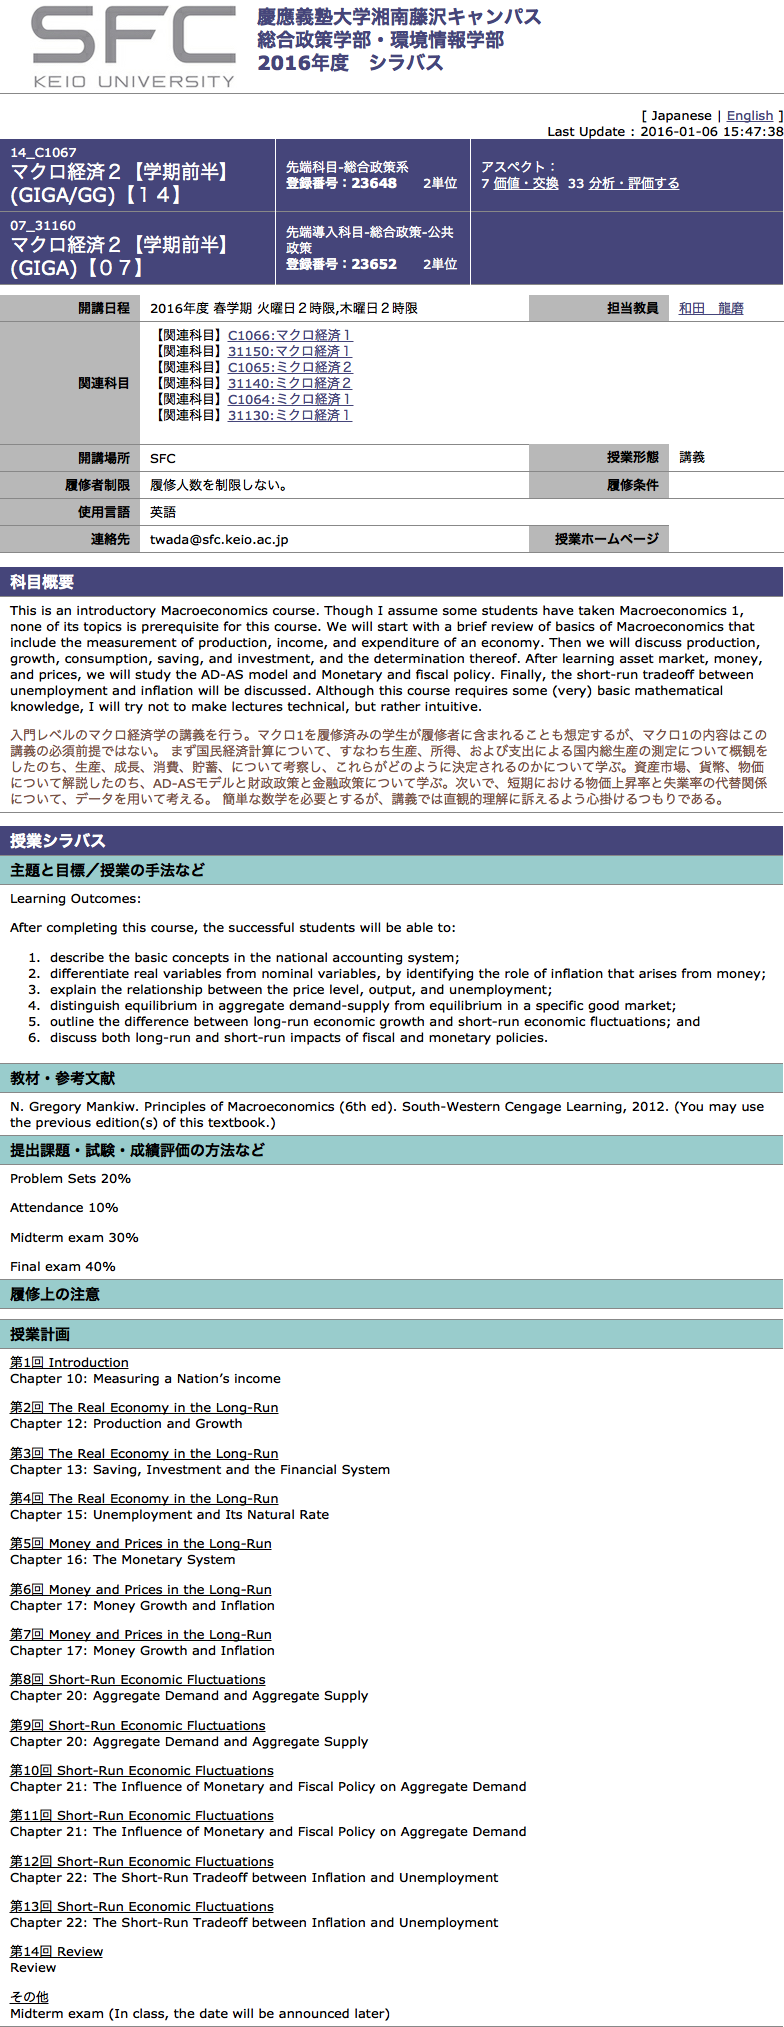 SFC
KEIO UNIVERSITY
慶應義塾大学湘南藤沢キャンパス
総合政策学部・環境情報学部
2016年度　シラバス
[ Japanese | English ]
Last Update : 2016-01-06 15:47:38
14_C1067
マクロ経済２【学期前半】
(GIGA/GG)【１４】
先端科目-総合政策系
登録番号：23648　　2単位
アスペクト：
7 価値・交換 33 分析・評価する
07_31160
マクロ経済２【学期前半】
(GIGA)【０７】
先端導入科目-総合政策-公共
政策
登録番号：23652　　2単位
開講日程 2016年度 春学期 火曜日２時限,木曜日２時限 担当教員 和田　龍磨
関連科目
【関連科目】C1066:マクロ経済１
【関連科目】31150:マクロ経済１
【関連科目】C1065:ミクロ経済２
【関連科目】31140:ミクロ経済２
【関連科目】C1064:ミクロ経済１
【関連科目】31130:ミクロ経済１
開講場所 SFC 授業形態 講義
履修者制限 履修人数を制限しない。 履修条件
使用言語 英語
連絡先 twada@sfc.keio.ac.jp 授業ホームページ
科目概要
This is an introductory Macroeconomics course. Though I assume some students have taken Macroeconomics 1,
none of its topics is prerequisite for this course. We will start with a brief review of basics of Macroeconomics that
include the measurement of production, income, and expenditure of an economy. Then we will discuss production,
growth, consumption, saving, and investment, and the determination thereof. After learning asset market, money,
and prices, we will study the AD-AS model and Monetary and fiscal policy. Finally, the short-run tradeoff between
unemployment and inflation will be discussed. Although this course requires some (very) basic mathematical
knowledge, I will try not to make lectures technical, but rather intuitive.
入門レベルのマクロ経済学の講義を行う。マクロ1を履修済みの学生が履修者に含まれることも想定するが、マクロ1の内容はこの
講義の必須前提ではない。 まず国民経済計算について、すなわち生産、所得、および支出による国内総生産の測定について概観を
したのち、生産、成長、消費、貯蓄、について考察し、これらがどのように決定されるのかについて学ぶ。資産市場、貨幣、物価
について解説したのち、AD-ASモデルと財政政策と金融政策について学ぶ。次いで、短期における物価上昇率と失業率の代替関係
について、データを用いて考える。 簡単な数学を必要とするが、講義では直観的理解に訴えるよう心掛けるつもりである。
授業シラバス
主題と目標／授業の手法など
Learning Outcomes:
After completing this course, the successful students will be able to:
1. describe the basic concepts in the national accounting system;
2. differentiate real variables from nominal variables, by identifying the role of inflation that arises from money;
3. explain the relationship between the price level, output, and unemployment;
4. distinguish equilibrium in aggregate demand-supply from equilibrium in a specific good market;
5. outline the difference between long-run economic growth and short-run economic fluctuations; and
6. discuss both long-run and short-run impacts of fiscal and monetary policies.
教材・参考文献
N. Gregory Mankiw. Principles of Macroeconomics (6th ed). South-Western Cengage Learning, 2012. (You may use
the previous edition(s) of this textbook.)
提出課題・試験・成績評価の方法など
Problem Sets 20%
Attendance 10%
Midterm exam 30%
Final exam 40%
履修上の注意
授業計画
第1回 Introduction
Chapter 10: Measuring a Nation’s income
第2回 The Real Economy in the Long-Run
Chapter 12: Production and Growth
第3回 The Real Economy in the Long-Run
Chapter 13: Saving, Investment and the Financial System
第4回 The Real Economy in the Long-Run
Chapter 15: Unemployment and Its Natural Rate
第5回 Money and Prices in the Long-Run
Chapter 16: The Monetary System
第6回 Money and Prices in the Long-Run
Chapter 17: Money Growth and Inflation
第7回 Money and Prices in the Long-Run
Chapter 17: Money Growth and Inflation
第8回 Short-Run Economic Fluctuations
Chapter 20: Aggregate Demand and Aggregate Supply
第9回 Short-Run Economic Fluctuations
Chapter 20: Aggregate Demand and Aggregate Supply
第10回 Short-Run Economic Fluctuations
Chapter 21: The Influence of Monetary and Fiscal Policy on Aggregate Demand
第11回 Short-Run Economic Fluctuations
Chapter 21: The Influence of Monetary and Fiscal Policy on Aggregate Demand
第12回 Short-Run Economic Fluctuations
Chapter 22: The Short-Run Tradeoff between Inflation and Unemployment
第13回 Short-Run Economic Fluctuations
Chapter 22: The Short-Run Tradeoff between Inflation and Unemployment
第14回 Review
Review
その他
Midterm exam (In class, the date will be announced later)